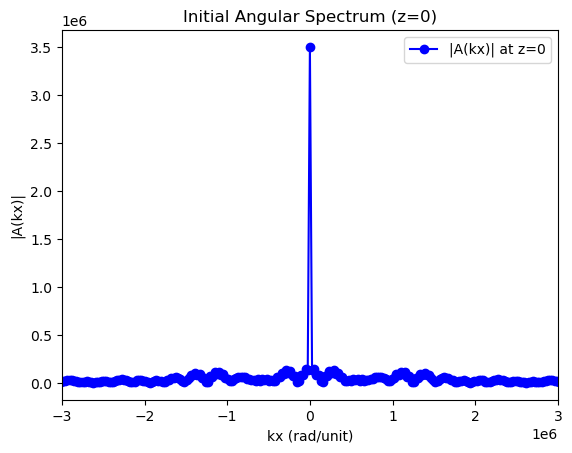 Initial Angular Spectrum (z=0)
1e6
|A(kx)| at z=0
3.5
3.0
2.5
2.0
1.5
1.0
0.5
0.0
|A(kx)|
−3
−2
−1
0
1
2
3
kx (rad/unit)
1e6